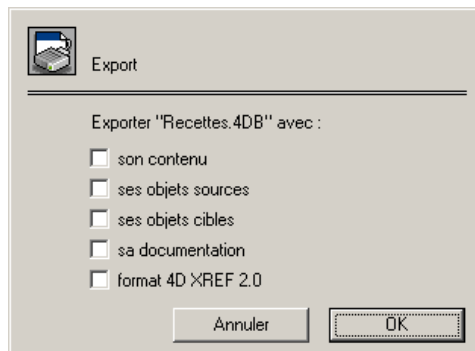 Export
Exporter "Recettes.4DB" avec :
son contenu
ses objets sources
ses objets cibles
sa documentation
format 4D XREF 2.0
Annuler
OK